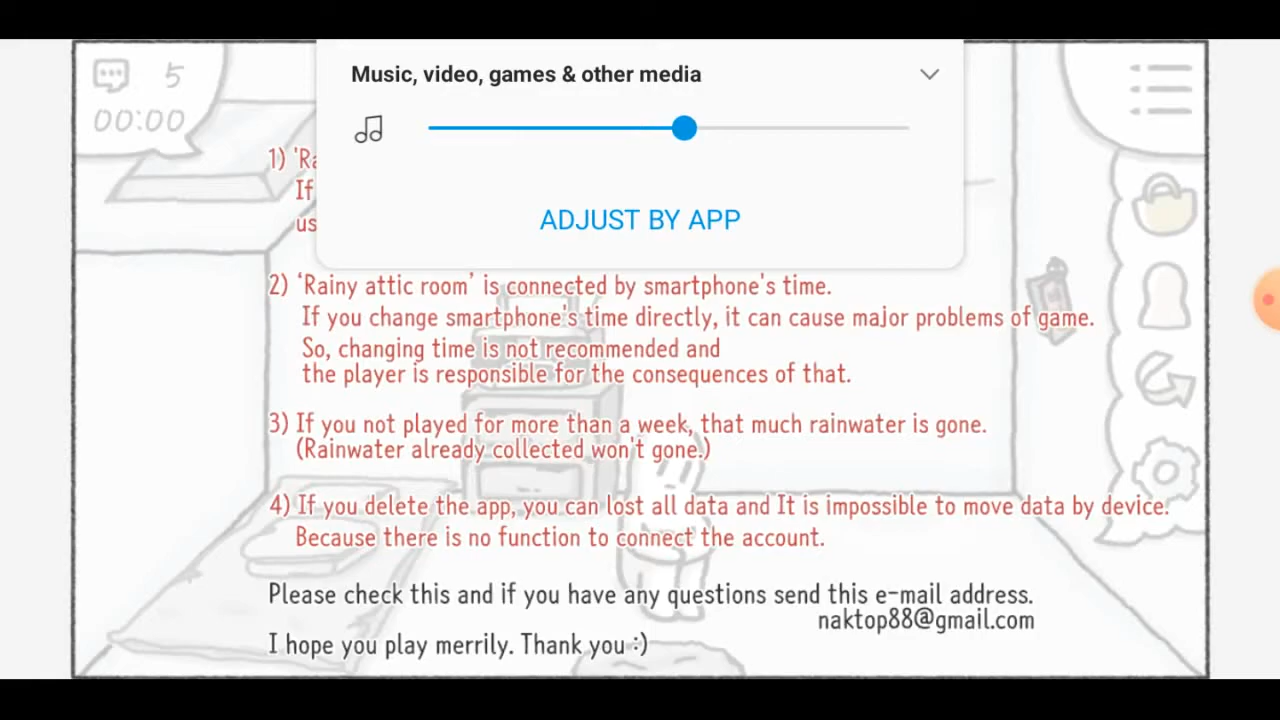 Music, video, games & other media
5
00:00
ADJUST BY APP
1) 'Ra
If
us
2) ‘Rainy attic room’ is connected by smartphone's time.
If you change smartphone's time directly, it can cause major problems of game.
So, changing time is not recommended and
the player is responsible for the consequences of that.
3) If you not played for more than a week, that much rainwater is gone.
(Rainwater already collected won't gone.)
4) If you delete the app, you can lost all data and It is impossible to move data by device.
Because there is no function to connect the account.
Please check this and if you have any questions send this e-mail address.
naktop88@gmail.com
I hope you play merrily. Thank you :)